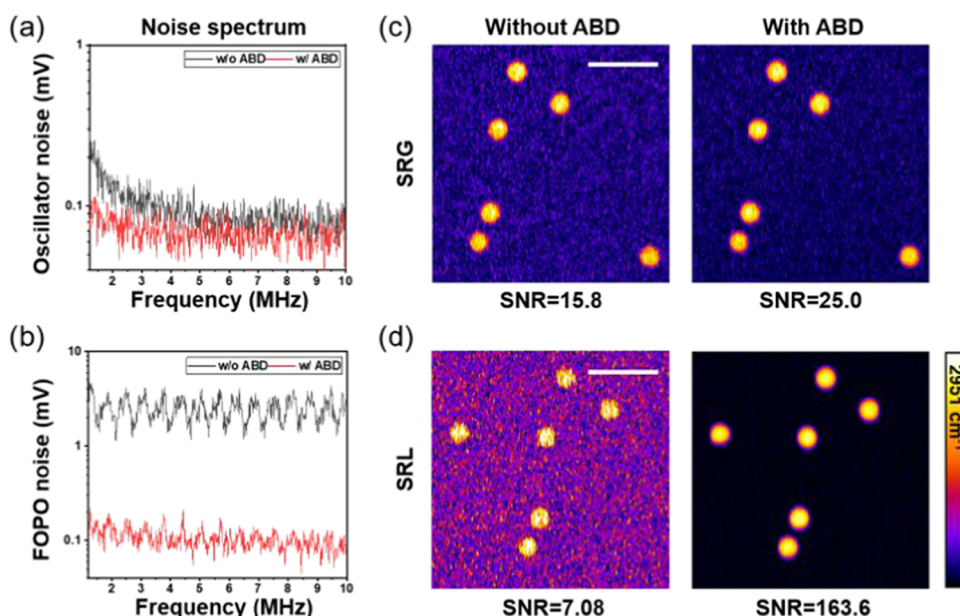 (a)
Noise spectrum
Oscillator noise (mV)
1
0.1
w/o ABD
w/ ABD
2 3 4 5 6 7 8 9 10
Frequency (MHz)
(b)
FOPO noise (mV)
10
1
0.1
w/o ABD
w/ ABD
2 3 4 5 6 7 8 9 10
Frequency (MHz)
(c)
Without ABD
With ABD
SRG
SNR=15.8
SNR=25.0
(d)
SRL
SNR=7.08
SNR=163.6
2951 cm⁻¹